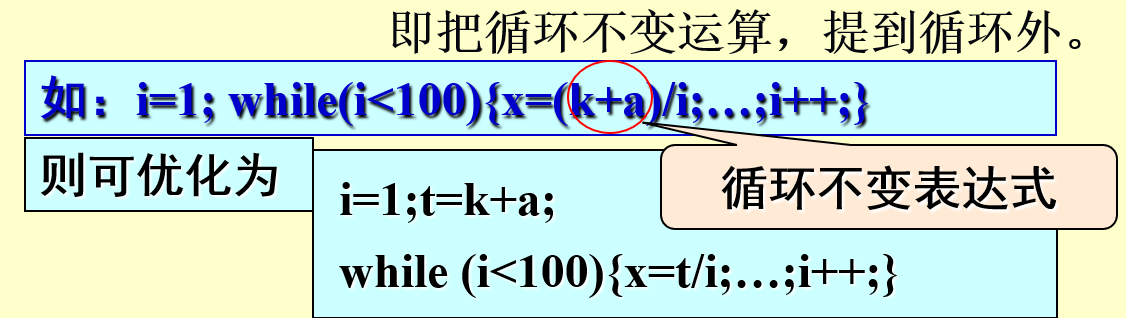 即把循环不变运算，提到循环外。
如：i=1; while(i<100){x=(k+a)/i;…;i++;}
则可优化为
循环不变表达式
i=1;t=k+a;
while (i<100){x=t/i;…;i++;}